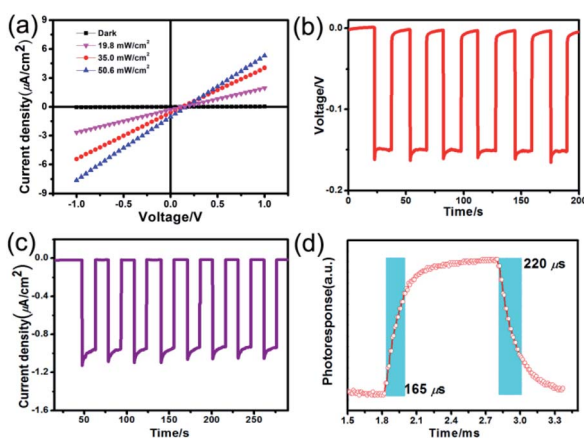 (a)
Dark
19.8 mW/cm²
35.0 mW/cm²
50.6 mW/cm²
Current density(μA/cm²)
6
3
0
-3
-6
-9
-1.0 -0.5 0.0 0.5 1.0
Voltage/V
(b)
Voltage/V
0.0
-0.1
-0.2
0 50 100 150 200
Time/s
(c)
Current density(μA/cm²)
0.0
-0.4
-0.8
-1.2
-1.6
50 100 150 200 250
Time/s
(d)
Photoresponse(a.u.)
220 μs
165 μs
1.5 1.8 2.1 2.4 2.7 3.0 3.3
Time/ms